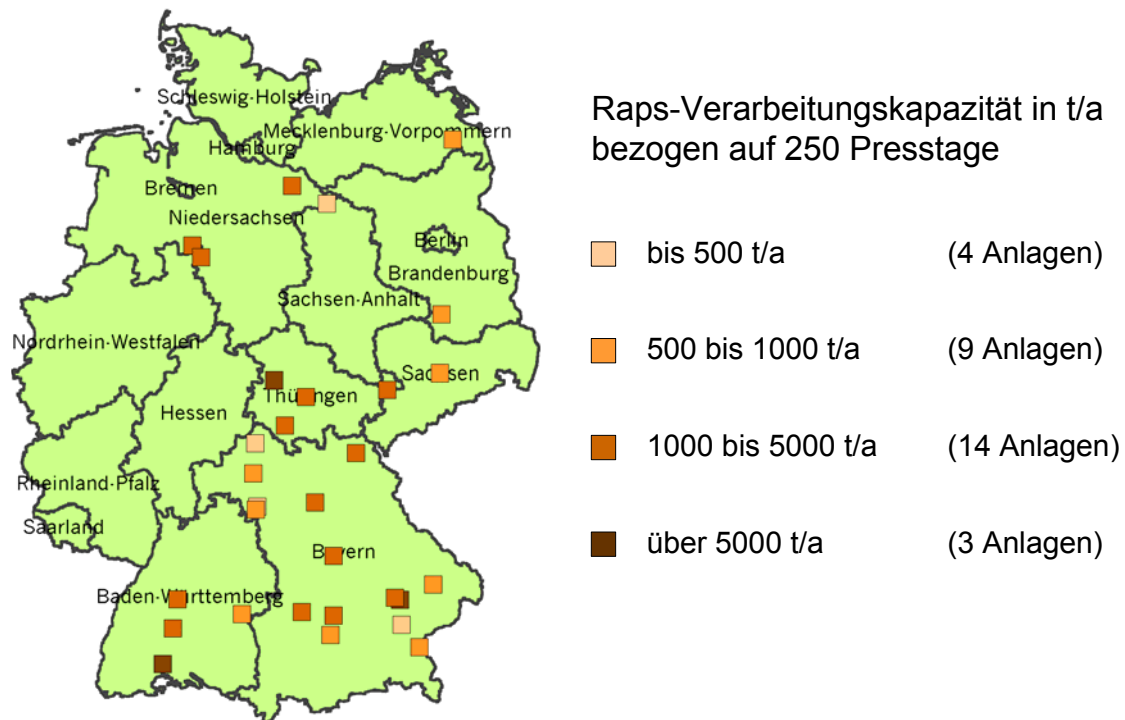 Schleswig-Holstein
Mecklenburg-Vorpommern
Hamburg
Bremen
Niedersachsen
Berlin
Brandenburg
Sachsen-Anhalt
Nordrhein-Westfalen
Sachsen
Thüringen
Hessen
Rheinland-Pfalz
Saarland
Bayern
Baden-Württemberg
Raps-Verarbeitungskapazität in t/a
bezogen auf 250 Presstage
bis 500 t/a (4 Anlagen)
500 bis 1000 t/a (9 Anlagen)
1000 bis 5000 t/a (14 Anlagen)
über 5000 t/a (3 Anlagen)